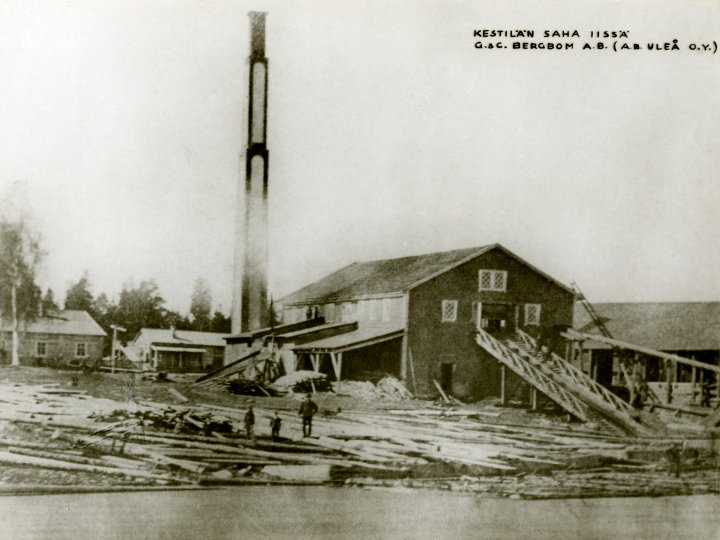 KESTILÄN SAHA IISSÄ
G.&C. BERGBOM A.B. (A.B. ULEÅ O.Y.)